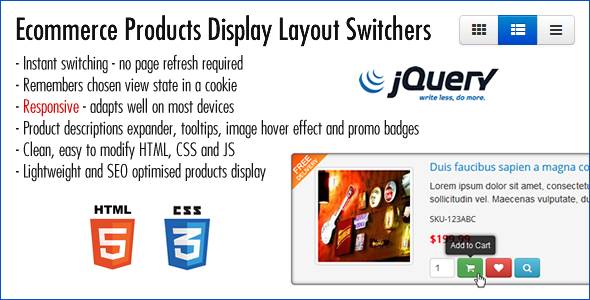 Ecommerce Products Display Layout Switchers
- Instant switching - no page refresh required
- Remembers chosen view state in a cookie
- Responsive - adapts well on most devices
- Product descriptions expander, tooltips, image hover effect and promo badges
- Clean, easy to modify HTML, CSS and JS
- Lightweight and SEO optimised products display
jQuery
write less, do more.
HTML
5
CSS
3
FREE
DELIVERY
Duis faucibus sapien a magna co
Lorem ipsum dolor sit amet, consectetu
sollicitudin vel. Maecenas vulputate, du
SKU-123ABC
Add to Cart
1